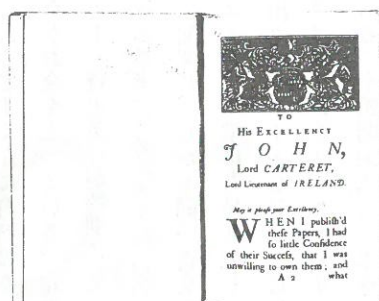 TO
His EXCELLENCY
JOHN,
Lord CARTERET,
Lord Lieutenant of IRELAND.
May it please your Excellency,
WHEN I publiſh'd
theſe Papers, I had
ſo little Confidence
of their Succeſs, that I was
unwilling to own them; and
A 2 what